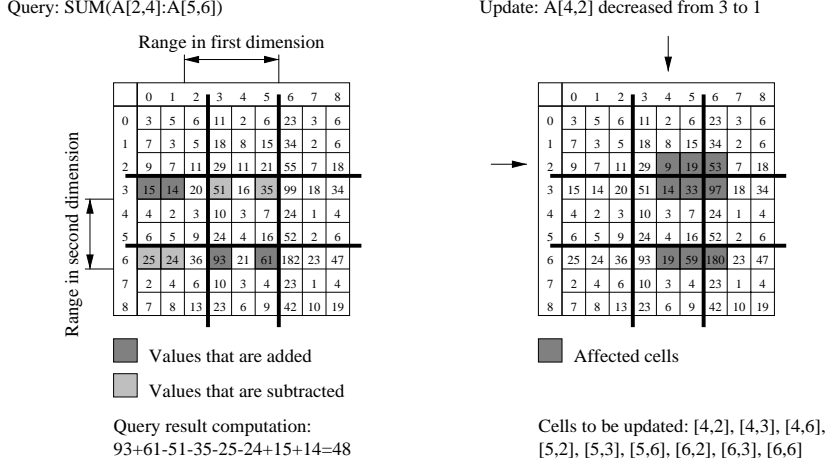 Query: SUM(A[2,4]:A[5,6])
Range in first dimension
Range in second dimension
0 1 2 3 4 5 6 7 8
0 3 5 6 11 2 6 23 3 6
1 7 3 5 18 8 15 34 2 6
2 9 7 11 29 11 21 55 7 18
3 15 14 20 51 16 35 99 18 34
4 4 2 3 10 3 7 24 1 4
5 6 5 9 24 4 16 52 2 6
6 25 24 36 93 21 61 182 23 47
7 2 4 6 10 3 4 23 1 4
8 7 8 13 23 6 9 42 10 19
Values that are added
Values that are subtracted
Query result computation:
93+61-51-35-25-24+15+14=48
Update: A[4,2] decreased from 3 to 1
0 1 2 3 4 5 6 7 8
0 3 5 6 11 2 6 23 3 6
1 7 3 5 18 8 15 34 2 6
2 9 7 11 29 9 19 53 7 18
3 15 14 20 51 14 33 97 18 34
4 4 2 3 10 3 7 24 1 4
5 6 5 9 24 4 16 52 2 6
6 25 24 36 93 19 59 180 23 47
7 2 4 6 10 3 4 23 1 4
8 7 8 13 23 6 9 42 10 19
Affected cells
Cells to be updated: [4,2], [4,3], [4,6],
[5,2], [5,3], [5,6], [6,2], [6,3], [6,6]